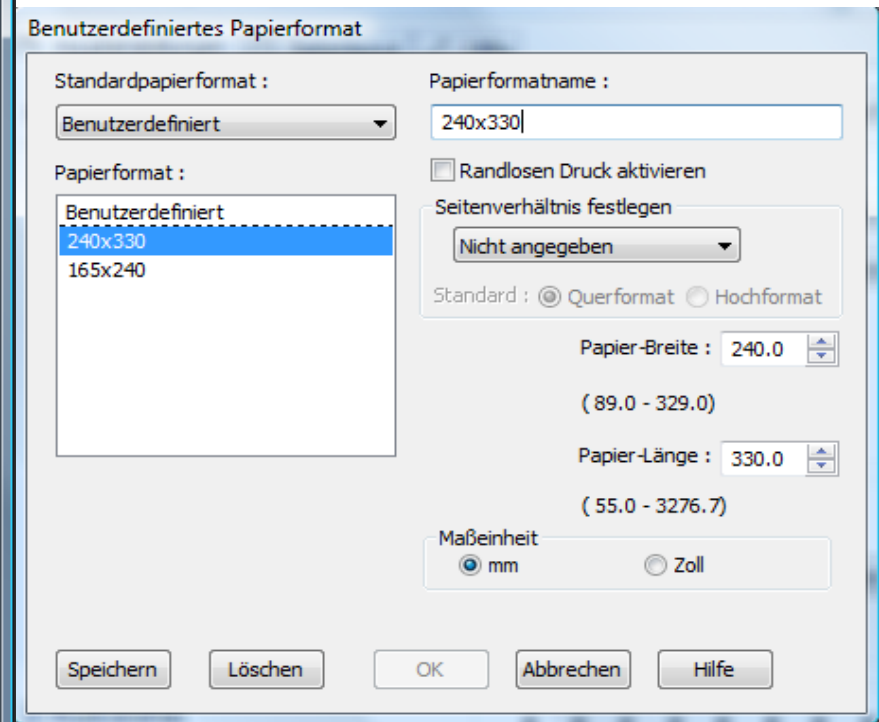 Benutzerdefiniertes Papierformat
Standardpapierformat :
Benutzerdefiniert
Papierformat :
Benutzerdefiniert
240x330
165x240
Papierformatname :
240x330
Randlosen Druck aktivieren
Seitenverhältnis festlegen
Nicht angegeben
Standard : Querformat Hochformat
Papier-Breite : 240.0
( 89.0 - 329.0)
Papier-Länge : 330.0
( 55.0 - 3276.7)
Maßeinheit
mm Zoll
Speichern Löschen OK Abbrechen Hilfe